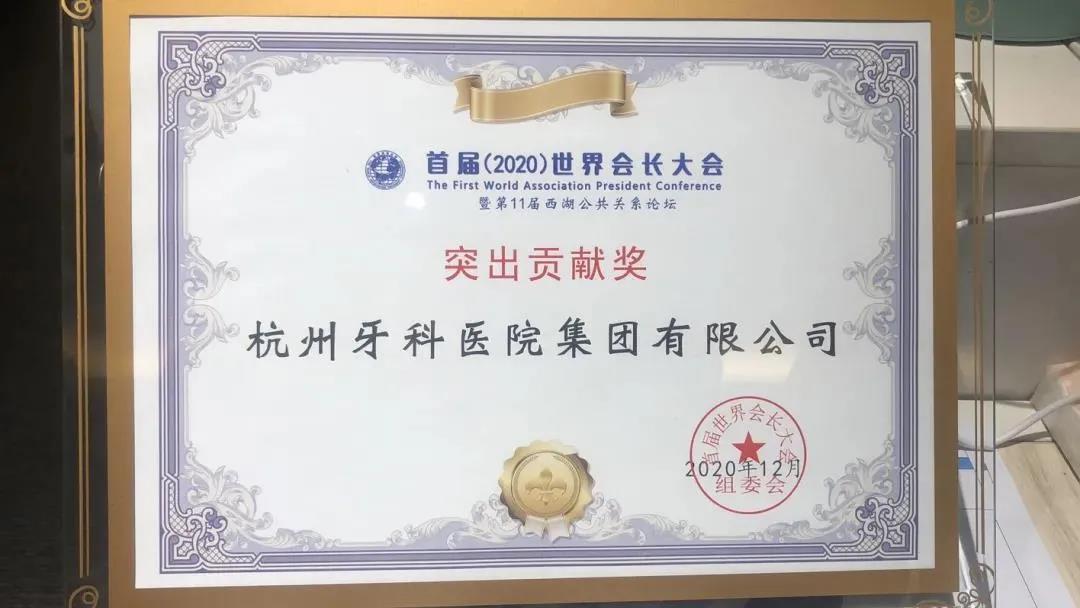 首届(2020)世界会长大会
The First World Association President Conference
暨第11届西湖公共关系论坛
突出贡献奖
杭州牙科医院集团有限公司
首届世界会长大会
2020年12月
组委会